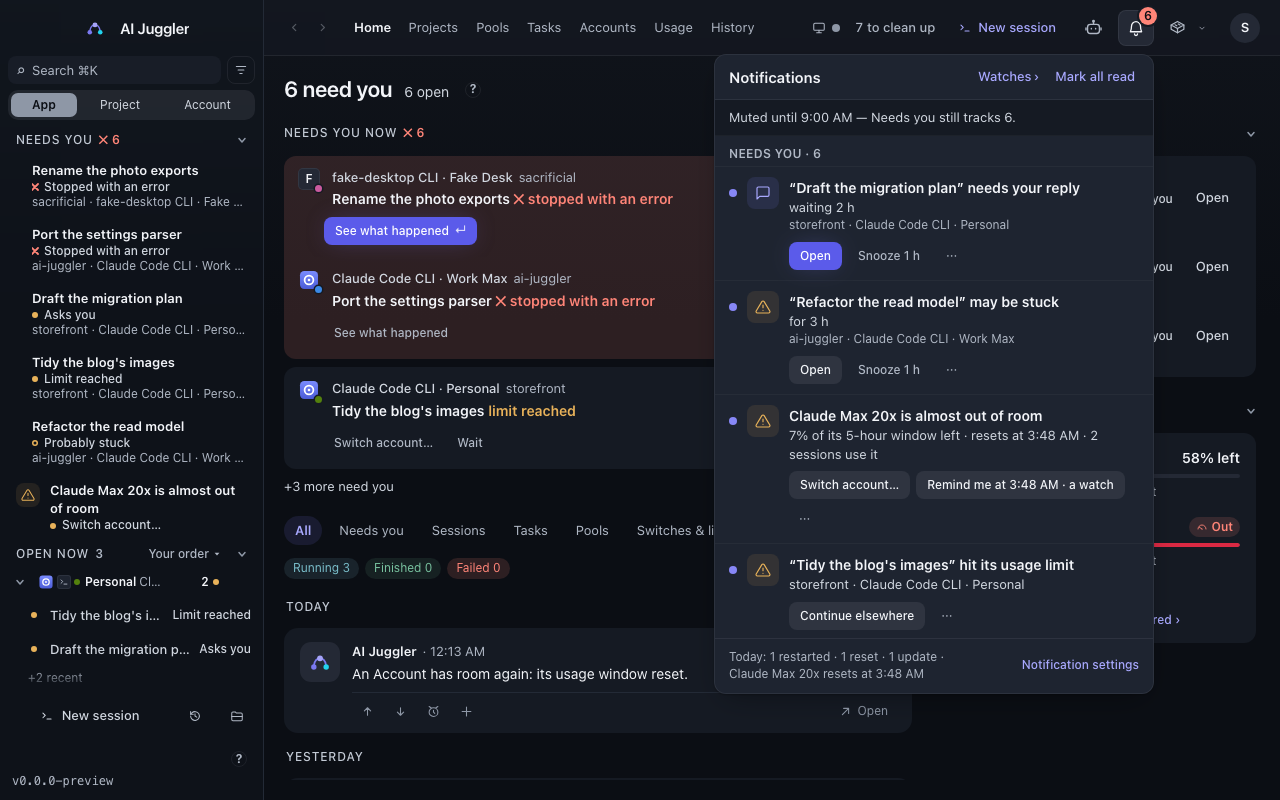 AI Juggler
Search ⌘K
App Project Account
NEEDS YOU 6
Rename the photo exports
Stopped with an error
sacrificial · fake-desktop CLI · Fake ...
Port the settings parser
Stopped with an error
ai-juggler · Claude Code CLI · Work ...
Draft the migration plan
Asks you
storefront · Claude Code CLI · Perso...
Tidy the blog's images
Limit reached
storefront · Claude Code CLI · Perso...
Refactor the read model
Probably stuck
ai-juggler · Claude Code CLI · Work ...
Claude Max 20x is almost out
of room
Switch account...
OPEN NOW 3 Your order
Personal Cl... 2
Tidy the blog's i... Limit reached
Draft the migration p... Asks you
+2 recent
New session
?
v0.0.0-preview
Home Projects Pools Tasks Accounts Usage History
7 to clean up New session 6 S
6 need you 6 open ?
NEEDS YOU NOW 6
F fake-desktop CLI · Fake Desk sacrificial
Rename the photo exports stopped with an error
See what happened
Claude Code CLI · Work Max ai-juggler
Port the settings parser stopped with an error
See what happened
Claude Code CLI · Personal storefront
Tidy the blog's images limit reached
Switch account... Wait
+3 more need you
All Needs you Sessions Tasks Pools Switches & li
Running 3 Finished 0 Failed 0
TODAY
AI Juggler · 12:13 AM
An Account has room again: its usage window reset.
Open
YESTERDAY
Notifications Watches › Mark all read
Muted until 9:00 AM — Needs you still tracks 6.
NEEDS YOU · 6
“Draft the migration plan” needs your reply
waiting 2 h
storefront · Claude Code CLI · Personal
Open Snooze 1 h ···
“Refactor the read model” may be stuck
for 3 h
ai-juggler · Claude Code CLI · Work Max
Open Snooze 1 h ···
Claude Max 20x is almost out of room
7% of its 5-hour window left · resets at 3:48 AM · 2
sessions use it
Switch account... Remind me at 3:48 AM · a watch
···
“Tidy the blog's images” hit its usage limit
storefront · Claude Code CLI · Personal
Continue elsewhere ···
Today: 1 restarted · 1 reset · 1 update ·
Claude Max 20x resets at 3:48 AM
Notification settings
you Open
you Open
you Open
58% left
t
Out
t
red ›